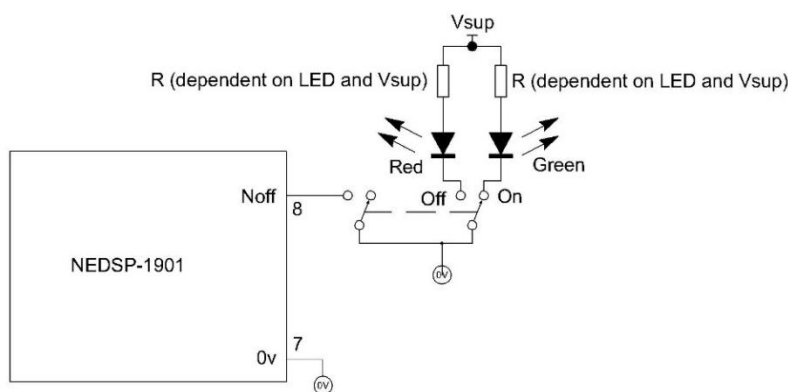 Vsup
R (dependent on LED and Vsup)
R (dependent on LED and Vsup)
Red
Green
Noff
8
Off
On
0V
NEDSP-1901
7
0v
0V